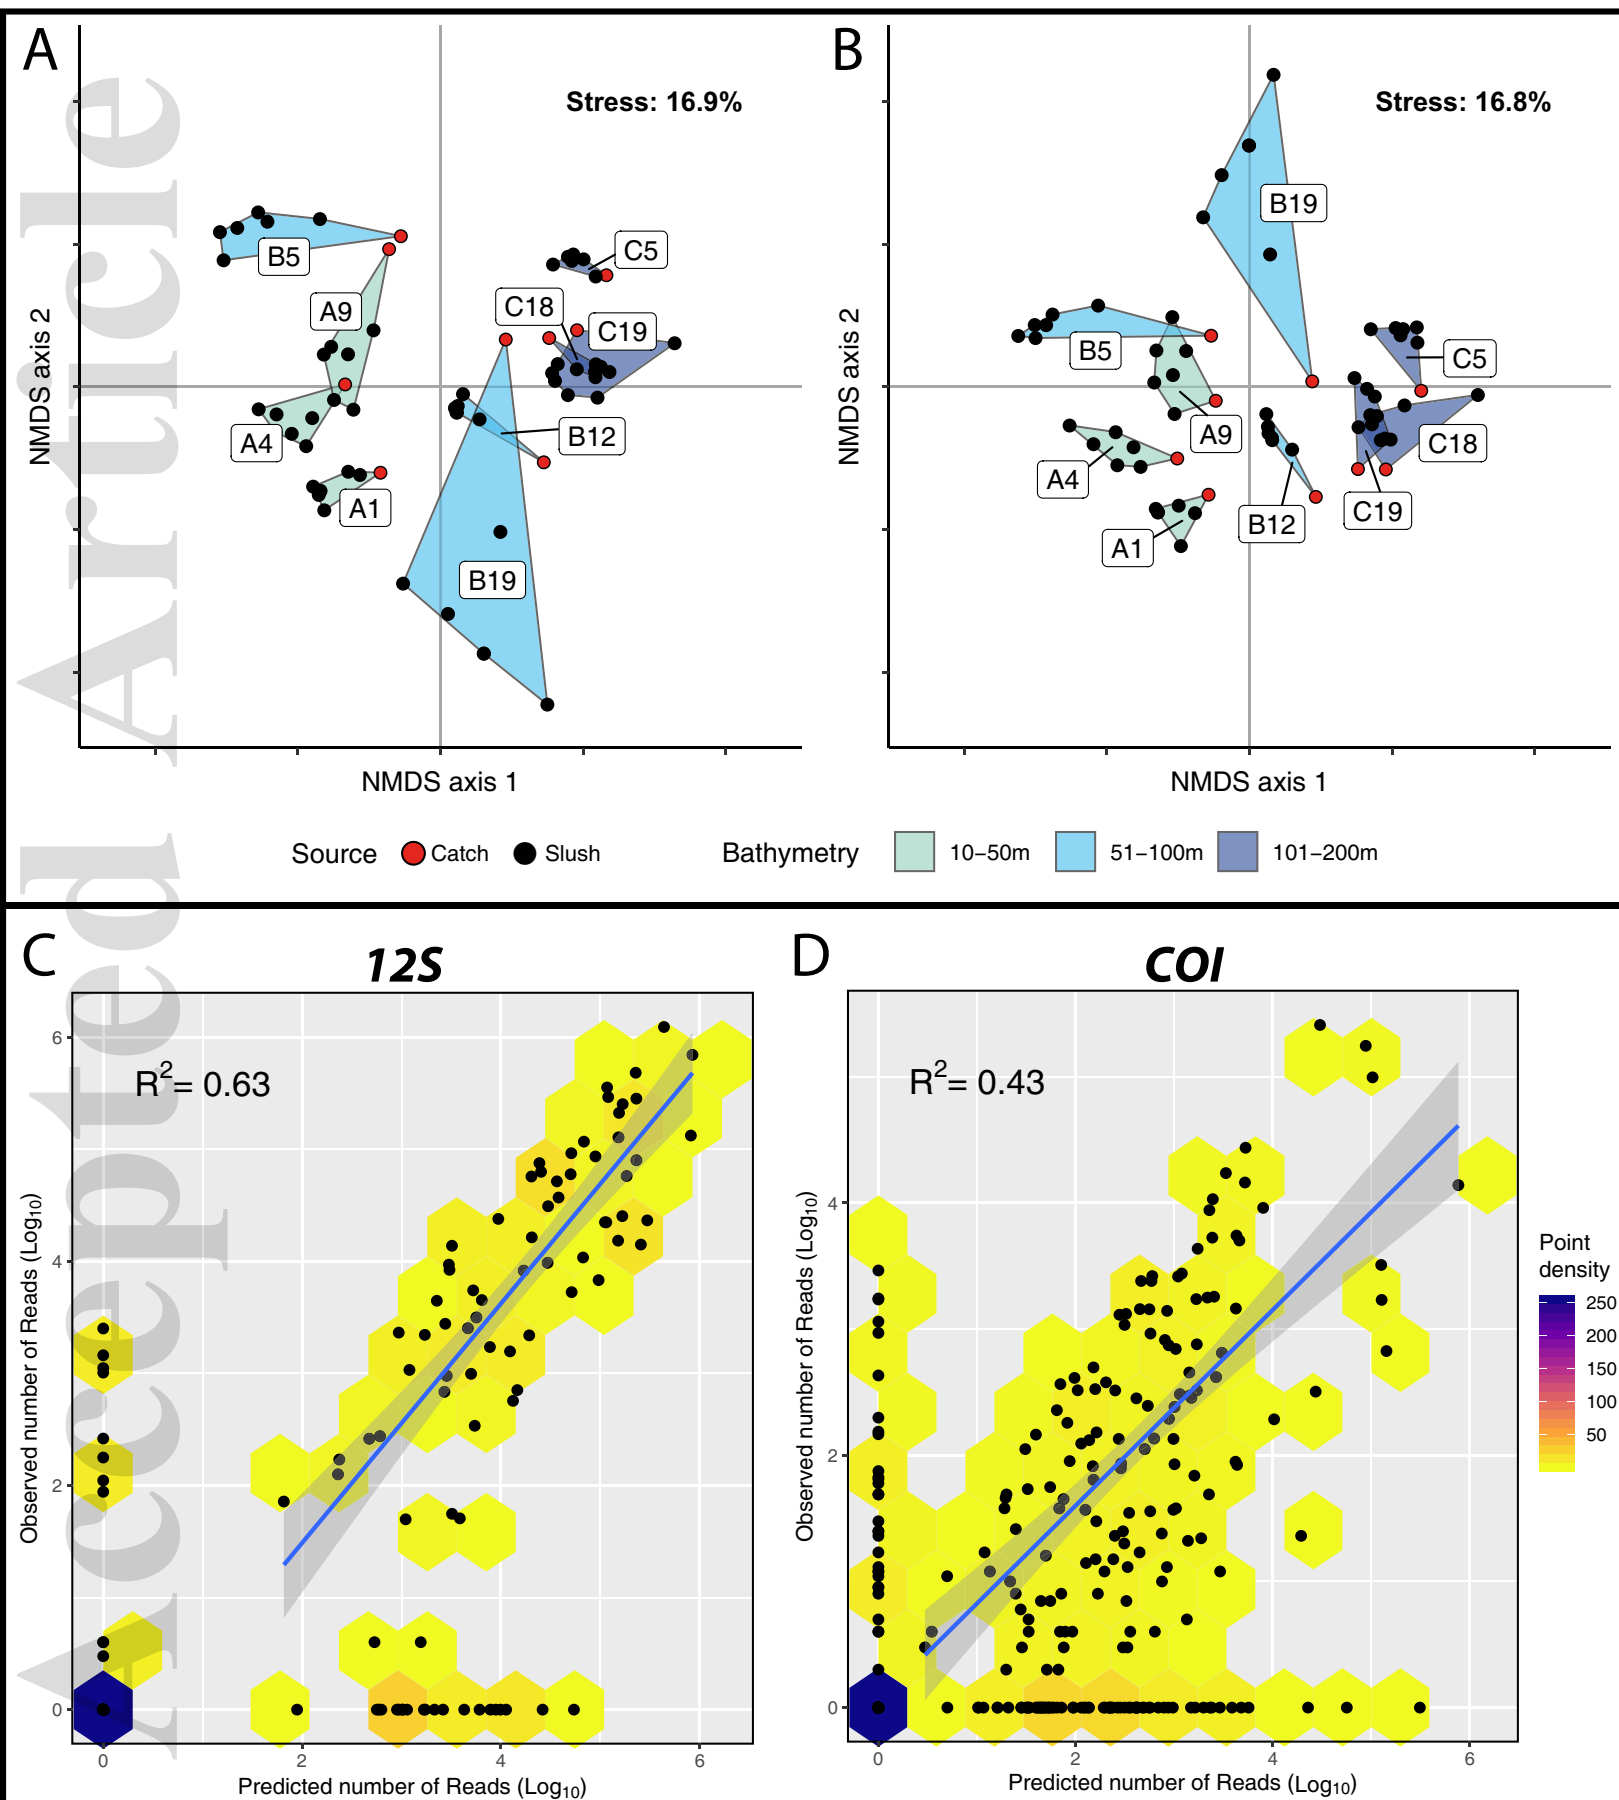 A
B
Stress: 16.9%
Stress: 16.8%
B5
A9
A4
A1
C5
C18
C19
B12
B19
NMDS axis 2
NMDS axis 1
B19
B5
A9
A4
A1
B12
C5
C18
C19
NMDS axis 2
NMDS axis 1
Source Catch Slush Bathymetry 10–50m 51–100m 101–200m
C
12S
R²= 0.63
6
4
2
0
0 2 4 6
Observed number of Reads (Log₁₀)
Predicted number of Reads (Log₁₀)
D
COI
R²= 0.43
4
2
0
0 2 4 6
Observed number of Reads (Log₁₀)
Predicted number of Reads (Log₁₀)
Point
density
250
200
150
100
50
Accepted Article